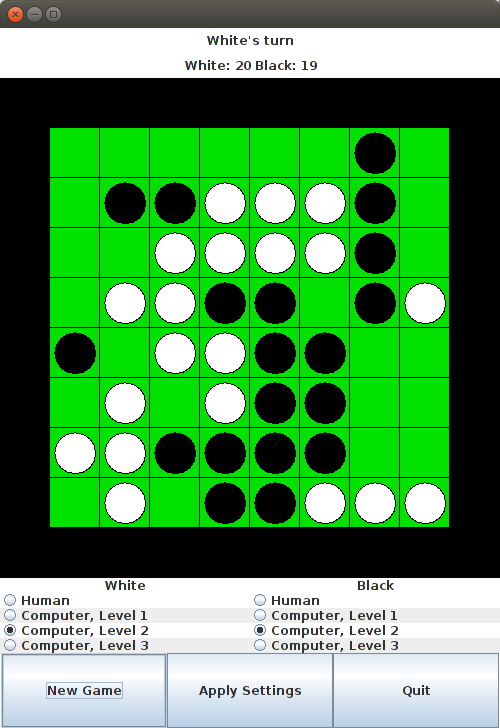 White's turn
White: 20 Black: 19
White Black
Human Human
Computer, Level 1 Computer, Level 1
Computer, Level 2 Computer, Level 2
Computer, Level 3 Computer, Level 3
New Game Apply Settings Quit